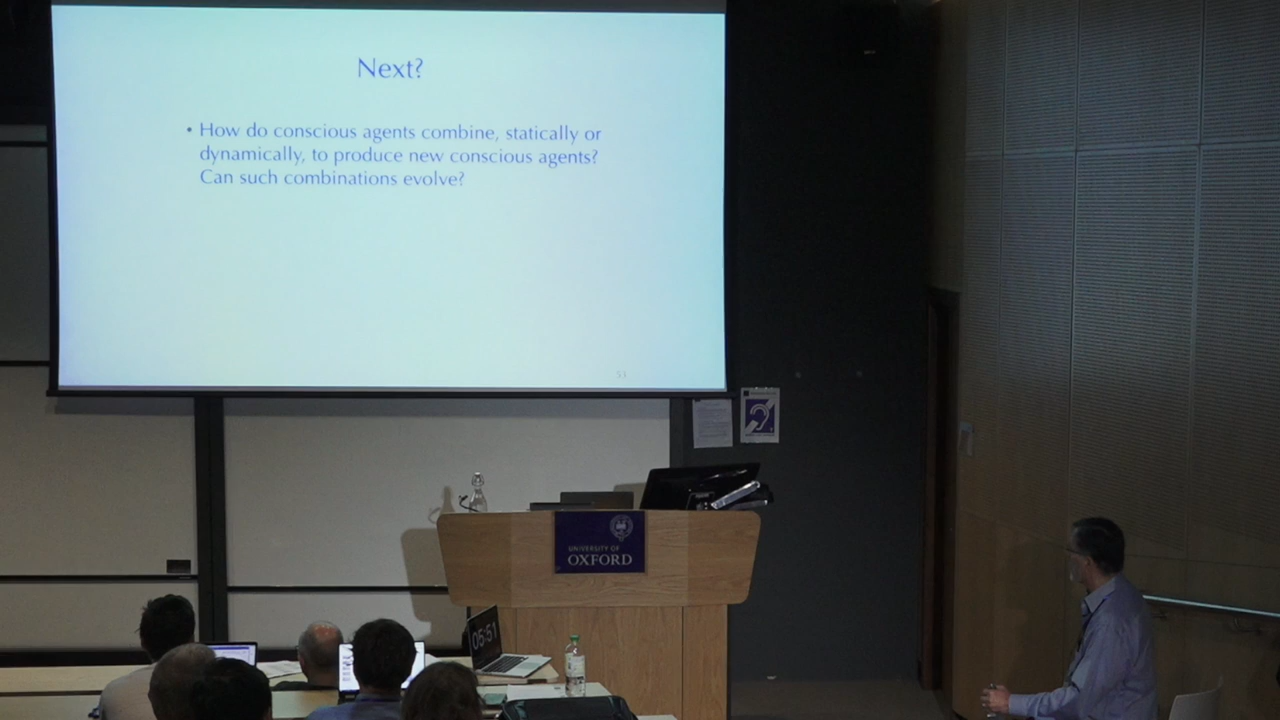 Next?
• How do conscious agents combine, statically or
dynamically, to produce new conscious agents?
Can such combinations evolve?
53
UNIVERSITY OF
OXFORD
05:51